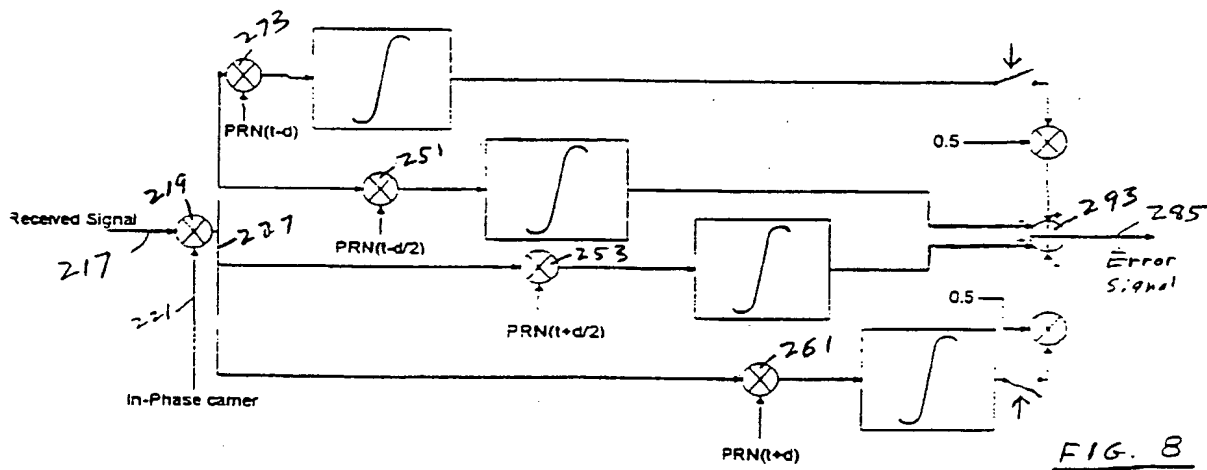 273
PRN(t-d)
0.5
251
219
Received Signal
217
227
PRN(t-d/2)
253
293
285
Error
Signal
221
PRN(t+d/2)
0.5
261
In-Phase carrier
PRN(t+d)
FIG. 8